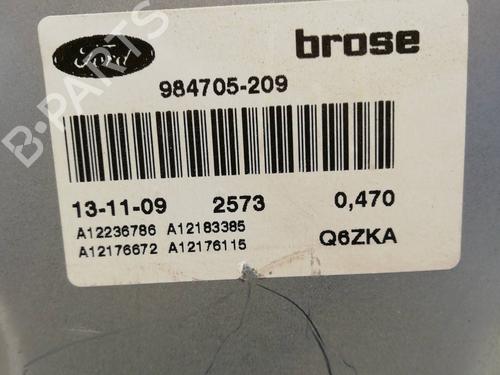 Ford
brose
984705-209
13-11-09 2573 0,470
A12236786 A12183385
A12176672 A12176115
Q6ZKA
B-PARTS